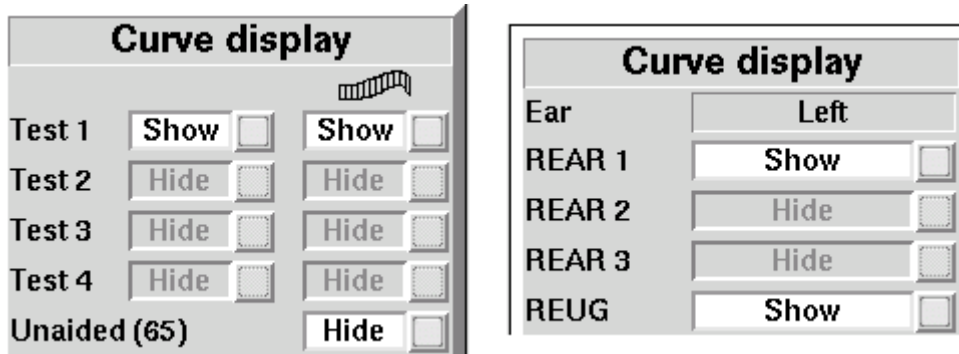 Curve display
Test 1 Show Show
Test 2 Hide Hide
Test 3 Hide Hide
Test 4 Hide Hide
Unaided (65) Hide
Curve display
Ear Left
REAR 1 Show
REAR 2 Hide
REAR 3 Hide
REUG Show